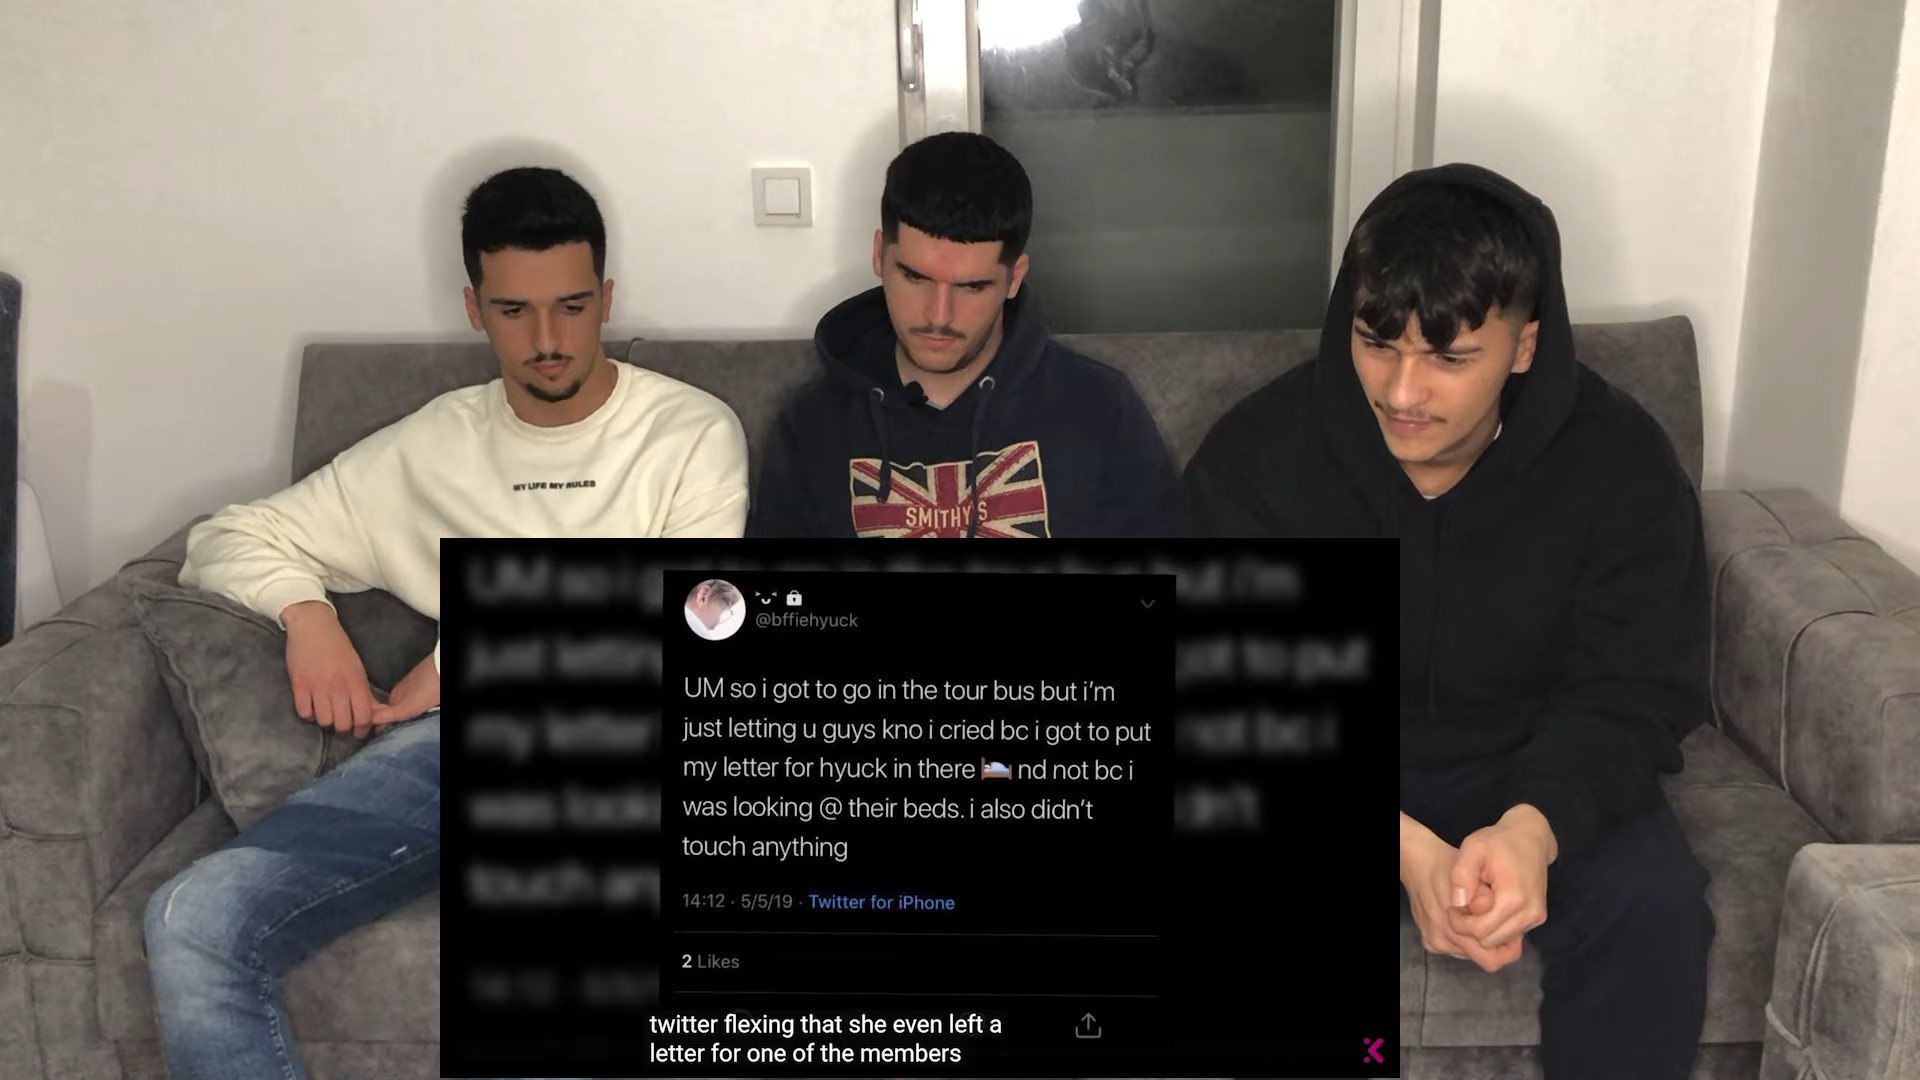 MY LIFE MY RULES
SMITHY'S
@bffiehyuck
UM so i got to go in the tour bus but i'm
just letting u guys kno i cried bc i got to put
my letter for hyuck in there 🛏️ nd not bc i
was looking @ their beds. i also didn't
touch anything
14:12 · 5/5/19 · Twitter for iPhone
2 Likes
twitter flexing that she even left a
letter for one of the members